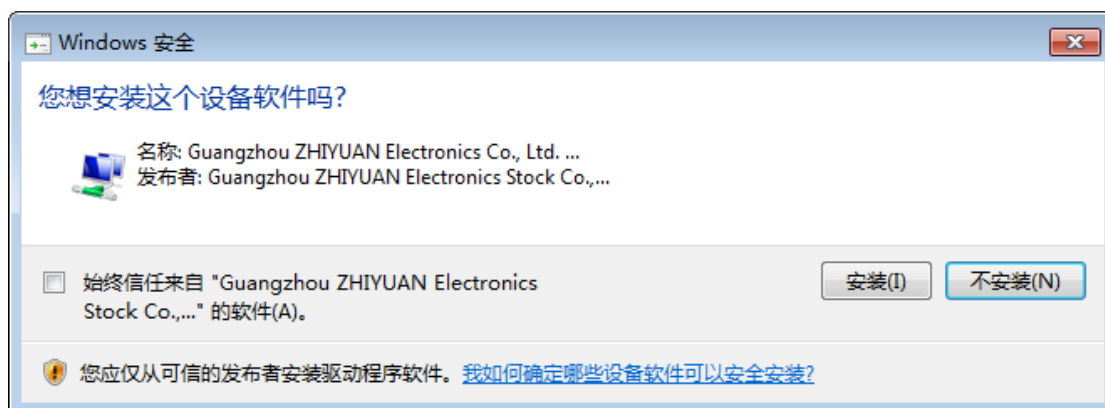 Windows 安全
您想安装这个设备软件吗?
名称: Guangzhou ZHIYUAN Electronics Co., Ltd. ...
发布者: Guangzhou ZHIYUAN Electronics Stock Co.,...
始终信任来自 "Guangzhou ZHIYUAN Electronics
Stock Co.,..." 的软件(A)。
安装(I)
不安装(N)
您应仅从可信的发布者安装驱动程序软件。我如何确定哪些设备软件可以安全安装?